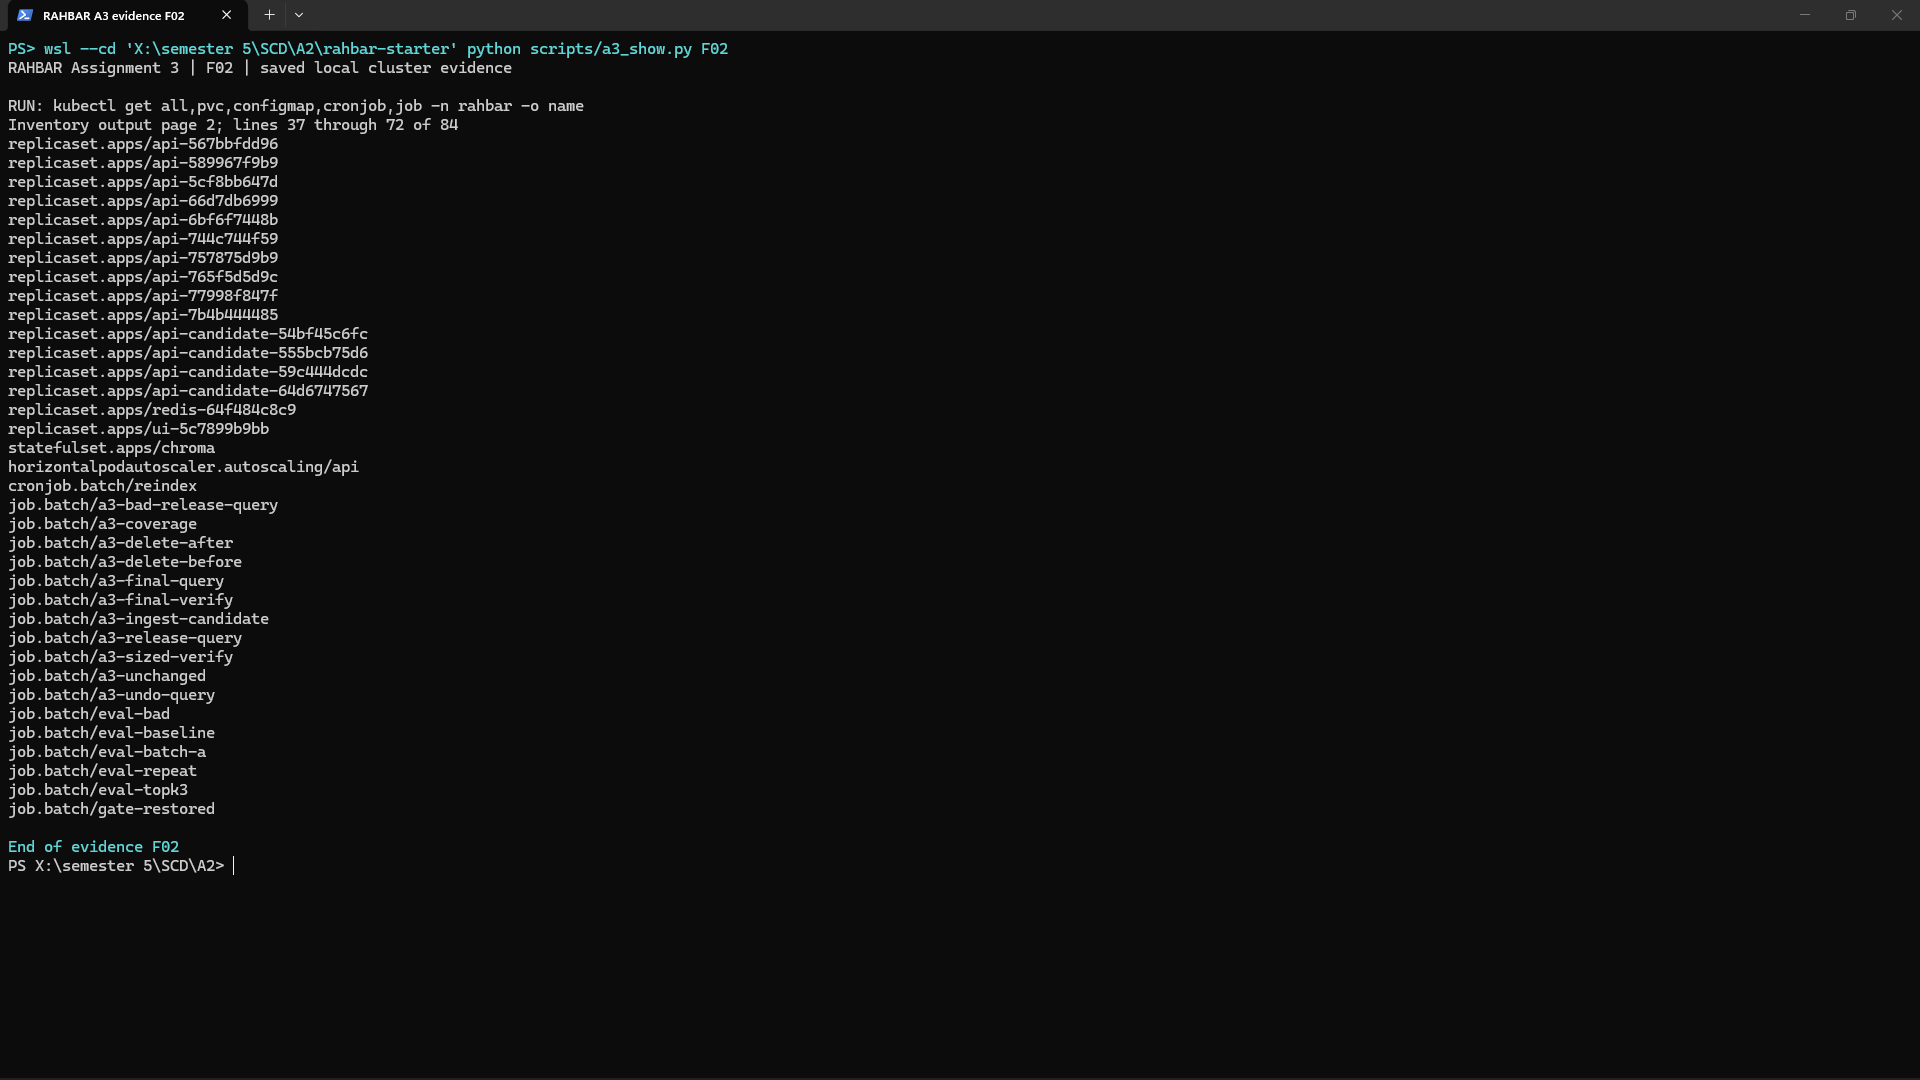 RAHBAR A3 evidence F02
PS> wsl --cd 'X:\semester 5\SCD\A2\rahbar-starter' python scripts/a3_show.py F02
RAHBAR Assignment 3 | F02 | saved local cluster evidence
RUN: kubectl get all,pvc,configmap,cronjob,job -n rahbar -o name
Inventory output page 2; lines 37 through 72 of 84
replicaset.apps/api-567bbfdd96
replicaset.apps/api-589967f9b9
replicaset.apps/api-5cf8bb647d
replicaset.apps/api-66d7db6999
replicaset.apps/api-6bf6f7448b
replicaset.apps/api-744c744f59
replicaset.apps/api-757875d9b9
replicaset.apps/api-765f5d5d9c
replicaset.apps/api-77998f847f
replicaset.apps/api-7b4b444485
replicaset.apps/api-candidate-54bf45c6fc
replicaset.apps/api-candidate-555bcb75d6
replicaset.apps/api-candidate-59c444dcdc
replicaset.apps/api-candidate-64d6747567
replicaset.apps/redis-64f484c8c9
replicaset.apps/ui-5c7899b9bb
statefulset.apps/chroma
horizontalpodautoscaler.autoscaling/api
cronjob.batch/reindex
job.batch/a3-bad-release-query
job.batch/a3-coverage
job.batch/a3-delete-after
job.batch/a3-delete-before
job.batch/a3-final-query
job.batch/a3-final-verify
job.batch/a3-ingest-candidate
job.batch/a3-release-query
job.batch/a3-sized-verify
job.batch/a3-unchanged
job.batch/a3-undo-query
job.batch/eval-bad
job.batch/eval-baseline
job.batch/eval-batch-a
job.batch/eval-repeat
job.batch/eval-topk3
job.batch/gate-restored
End of evidence F02
PS X:\semester 5\SCD\A2>